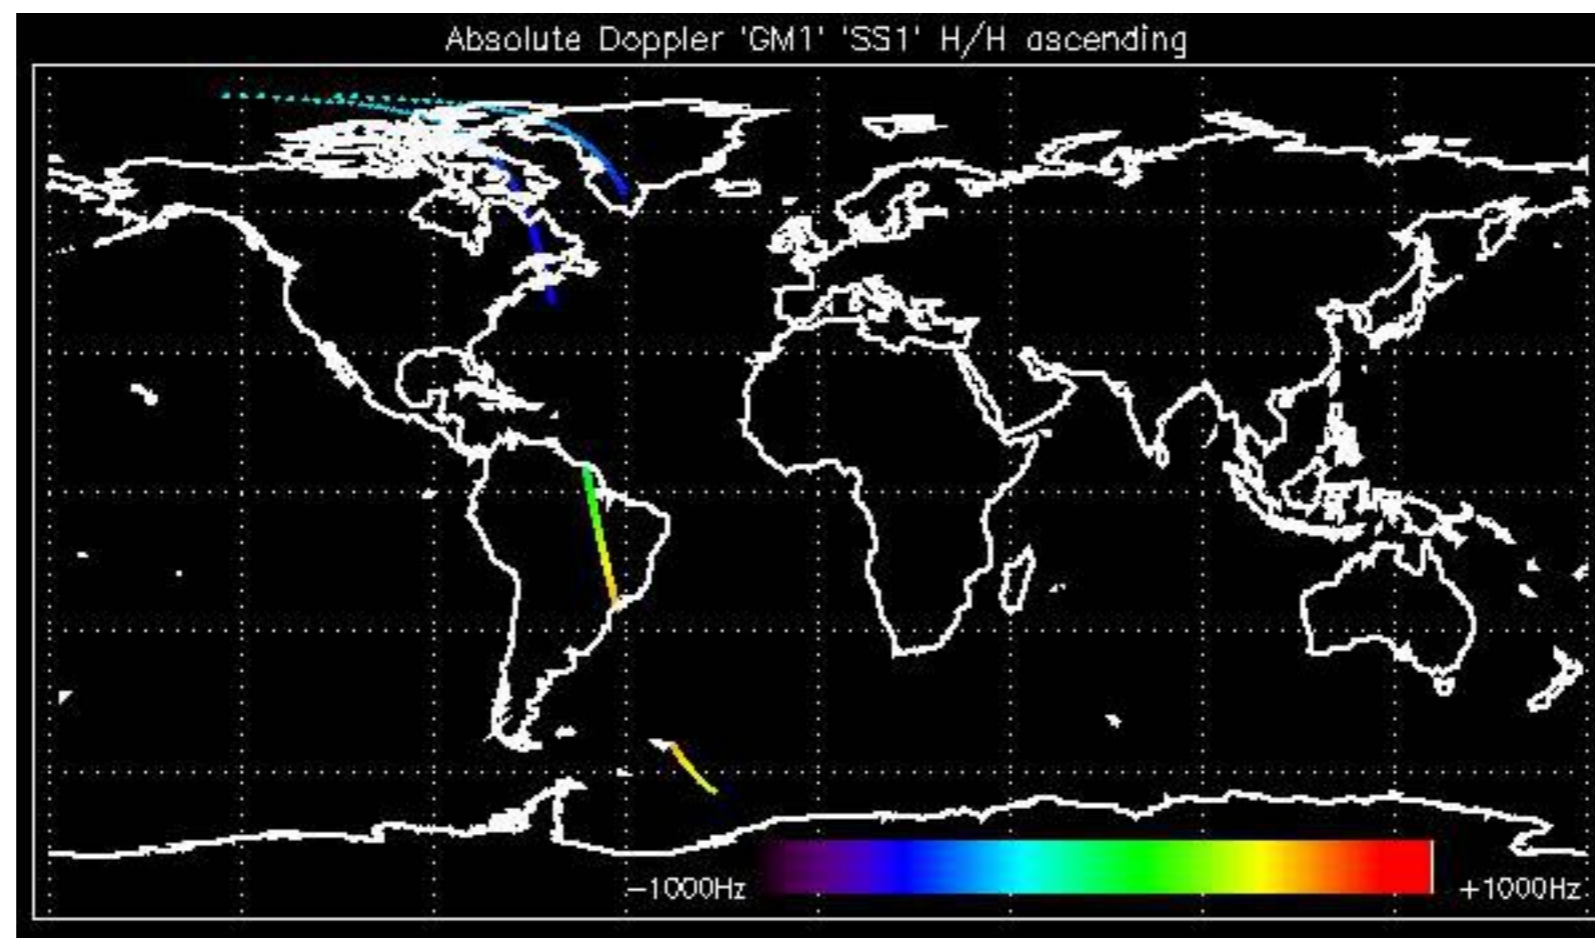 Absolute Doppler 'GM1' 'SS1' H/H ascending
-1000Hz
+1000Hz